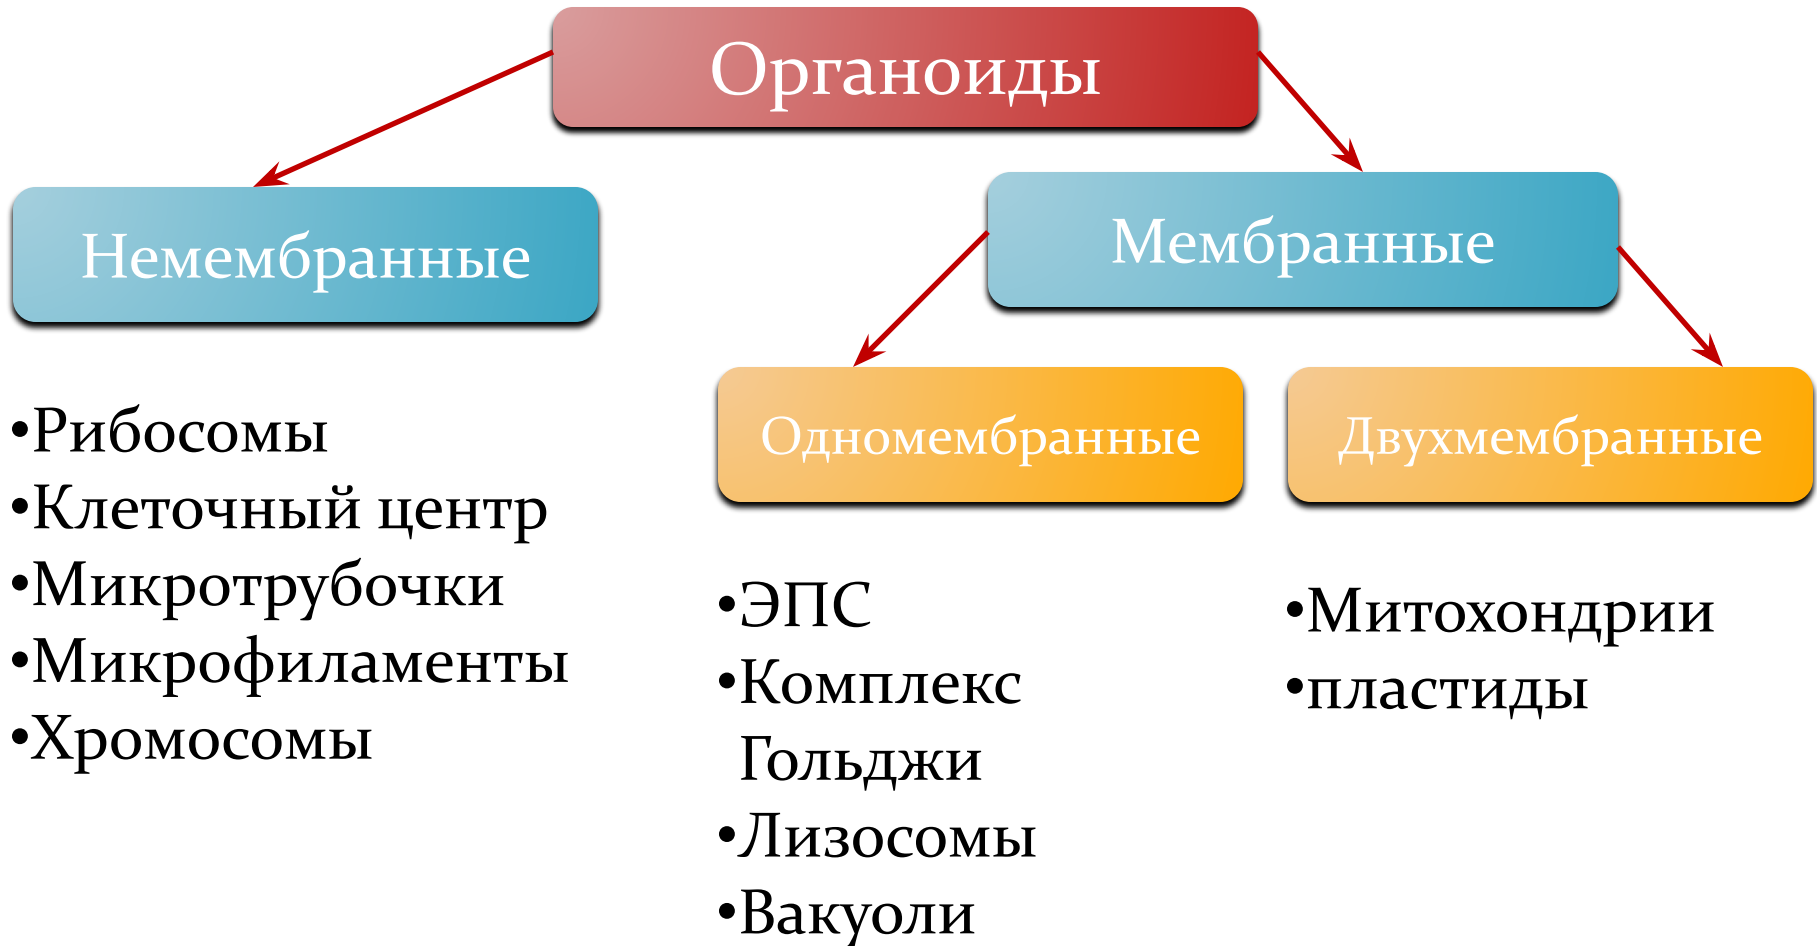 Органоиды
Немембранные
Мембранные
Одномембранные
Двухмембранные
•Рибосомы
•Клеточный центр
•Микротрубочки
•Микрофиламенты
•Хромосомы
•ЭПС
•Комплекс
Гольджи
•Лизосомы
•Вакуоли
•Митохондрии
•пластиды